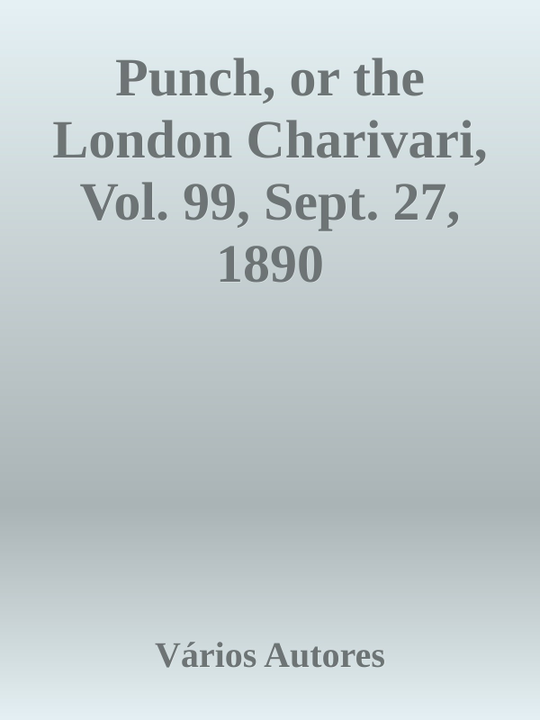 Punch, or the
London Charivari,
Vol. 99, Sept. 27,
1890
Vários Autores